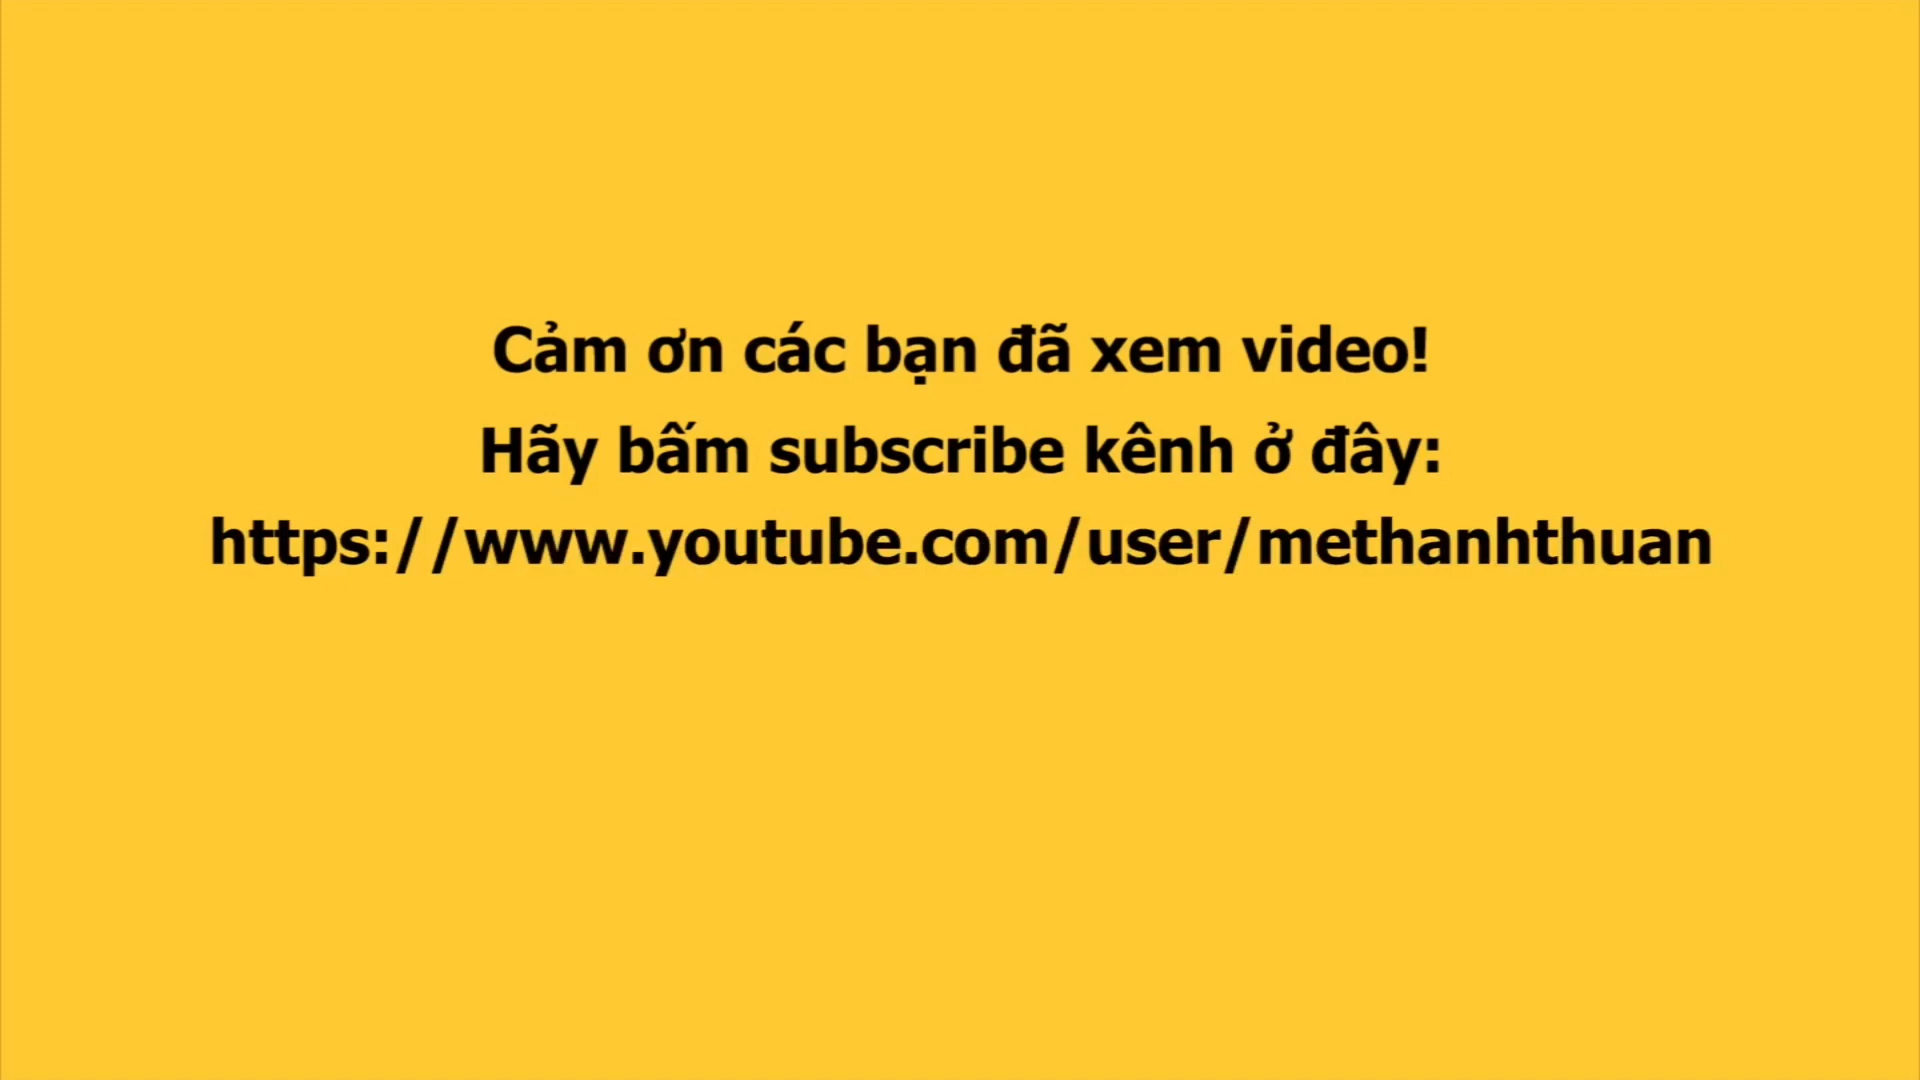 Cảm ơn các bạn đã xem video!
Hãy bấm subscribe kênh ở đây:
https://www.youtube.com/user/methanhthuan